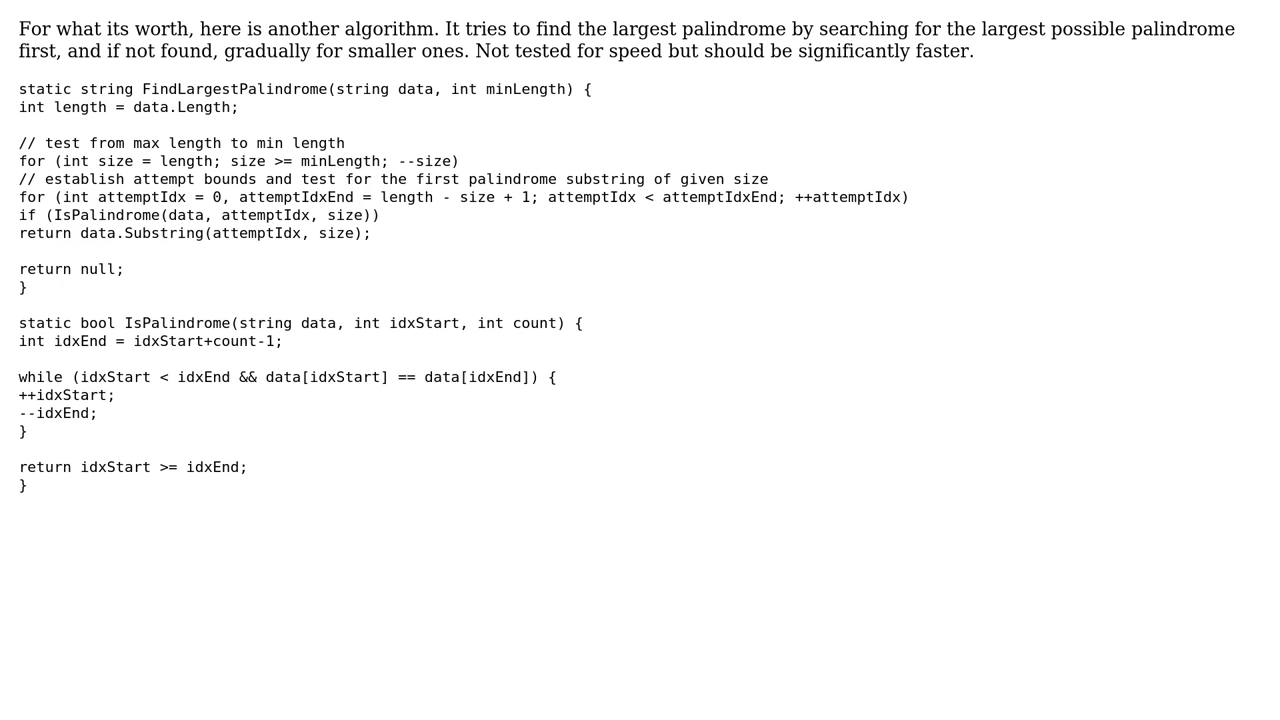 For what its worth, here is another algorithm. It tries to find the largest palindrome by searching for the largest possible palindrome
first, and if not found, gradually for smaller ones. Not tested for speed but should be significantly faster.
static string FindLargestPalindrome(string data, int minLength) {
int length = data.Length;
// test from max length to min length
for (int size = length; size >= minLength; --size)
// establish attempt bounds and test for the first palindrome substring of given size
for (int attemptIdx = 0, attemptIdxEnd = length - size + 1; attemptIdx < attemptIdxEnd; ++attemptIdx)
if (IsPalindrome(data, attemptIdx, size))
return data.Substring(attemptIdx, size);
return null;
}
static bool IsPalindrome(string data, int idxStart, int count) {
int idxEnd = idxStart+count-1;
while (idxStart < idxEnd && data[idxStart] == data[idxEnd]) {
++idxStart;
--idxEnd;
}
return idxStart >= idxEnd;
}